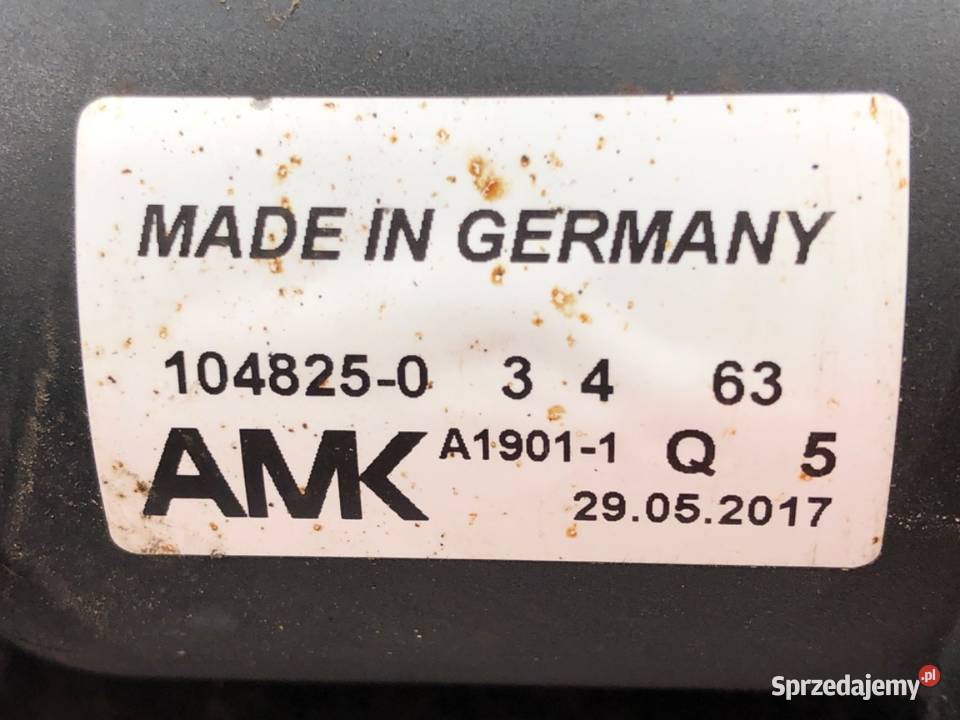 MADE IN GERMANY
104825-0 3 4 63
AMK A1901-1 Q 5
29.05.2017
Sprzedajemy.pl